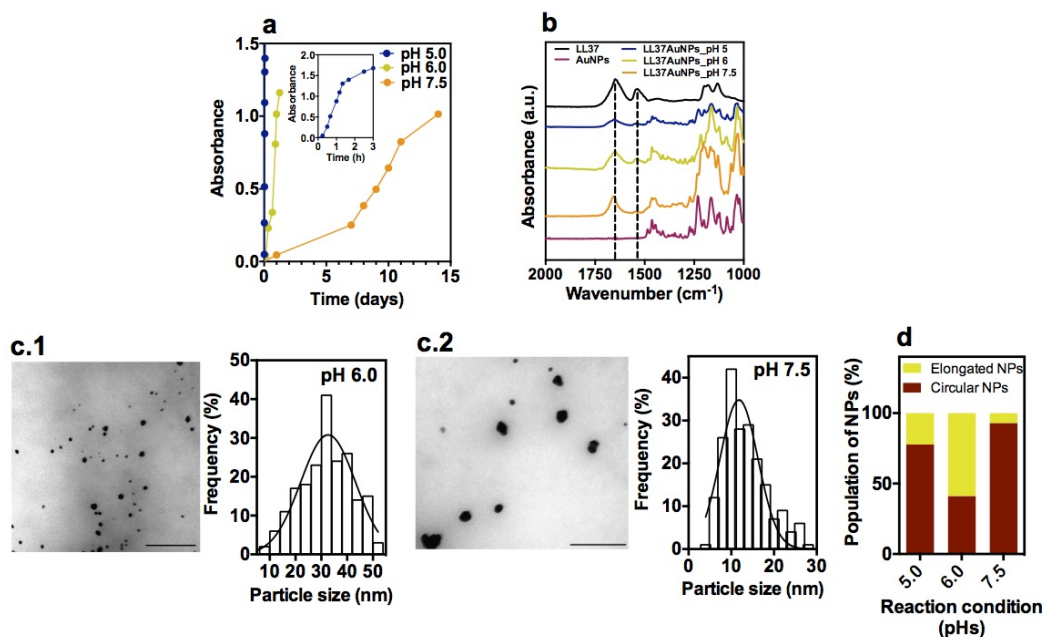 a
pH 5.0
pH 6.0
pH 7.5
Absorbance
1.5
1.0
0.5
0.0
0 5 10 15
Time (days)
Absorbance
2.0
1.5
1.0
0.5
0.0
0 1 2 3
Time (h)
b
LL37
AuNPs
LL37AuNPs_pH 5
LL37AuNPs_pH 6
LL37AuNPs_pH 7.5
Absorbance (a.u.)
2000 1750 1500 1250 1000
Wavenumber (cm-1)
c.1
pH 6.0
Frequency (%)
50
40
30
20
10
0
10 20 30 40 50
Particle size (nm)
c.2
pH 7.5
Frequency (%)
40
30
20
10
0
0 10 20 30
Particle size (nm)
d
Elongated NPs
Circular NPs
Population of NPs (%)
100
50
0
5.0 6.0 7.5
Reaction condition
(pHs)